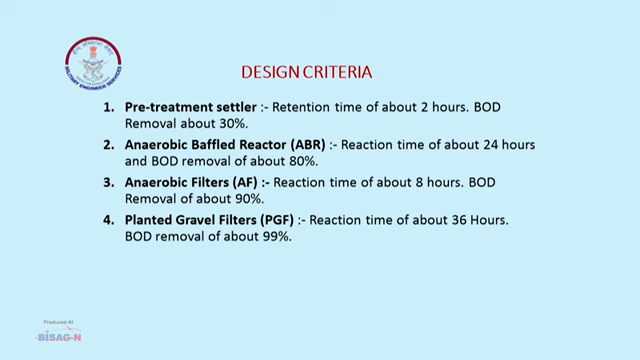 MILITARY ENGINEER SERVICES
DESIGN CRITERIA
1. Pre-treatment settler :- Retention time of about 2 hours. BOD
Removal about 30%.
2. Anaerobic Baffled Reactor (ABR) :- Reaction time of about 24 hours
and BOD removal of about 80%.
3. Anaerobic Filters (AF) :- Reaction time of about 8 hours. BOD
Removal of about 90%.
4. Planted Gravel Filters (PGF) :- Reaction time of about 36 Hours.
BOD removal of about 99%.
Produced At
BISAG-N